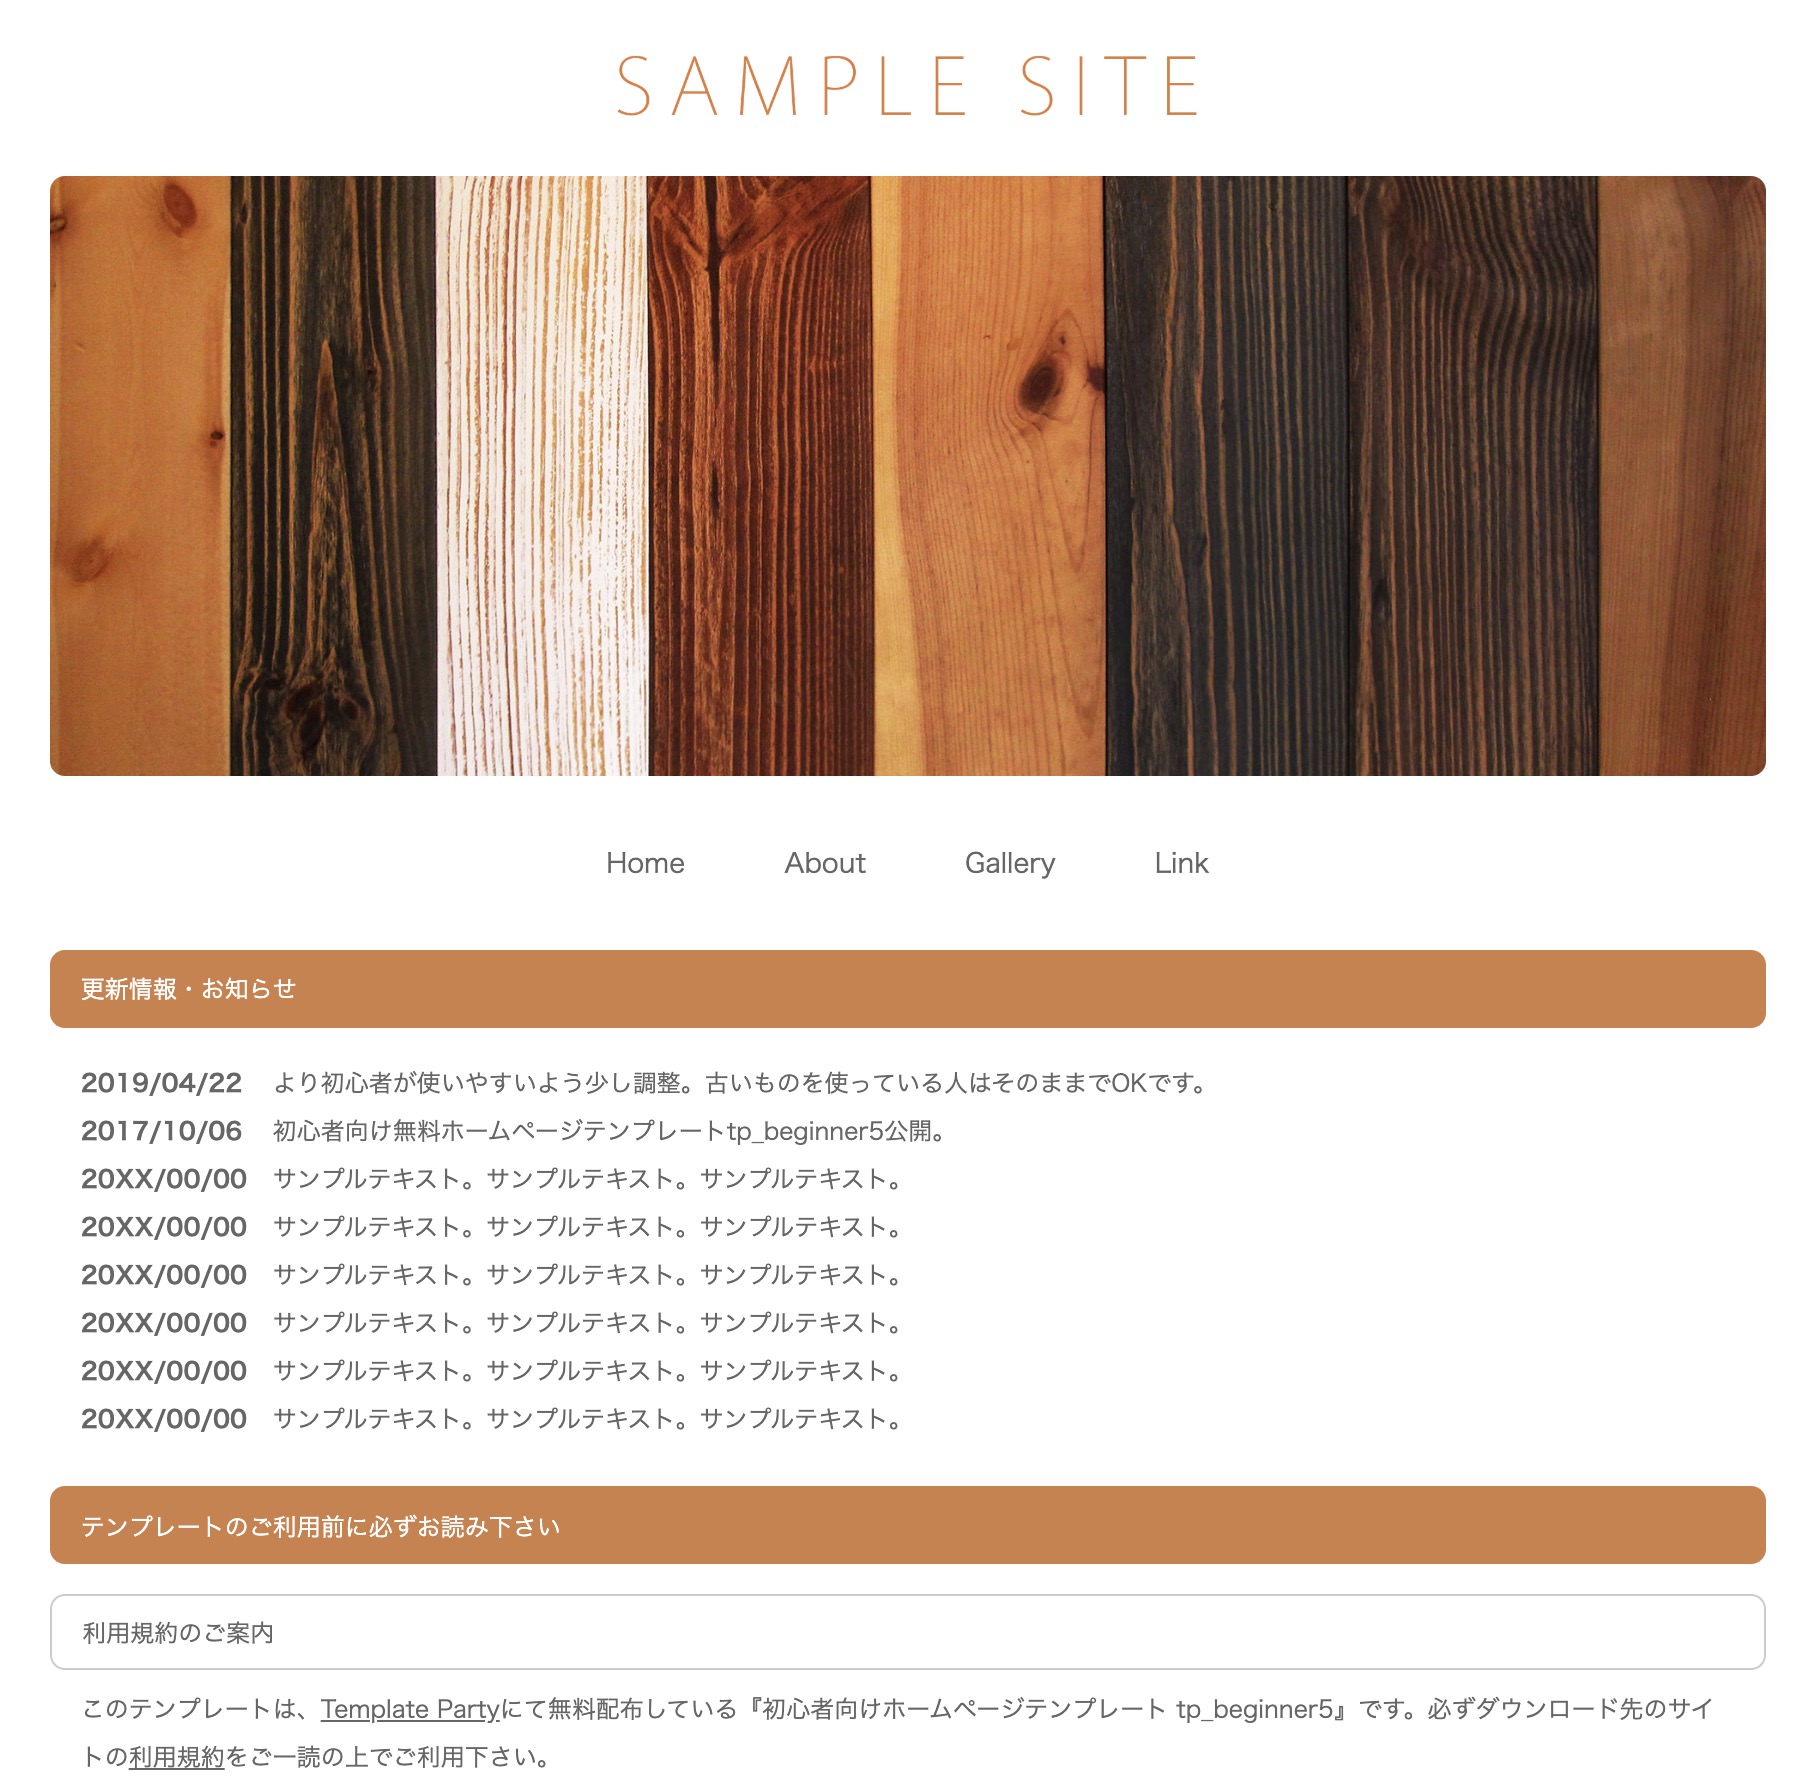 SAMPLE SITE
Home
About
Gallery
Link
更新情報・お知らせ
2019/04/22 より初心者が使いやすいよう少し調整。古いものを使っている人はそのままでOKです。
2017/10/06 初心者向け無料ホームページテンプレートtp_beginner5公開。
20XX/00/00 サンプルテキスト。サンプルテキスト。サンプルテキスト。
20XX/00/00 サンプルテキスト。サンプルテキスト。サンプルテキスト。
20XX/00/00 サンプルテキスト。サンプルテキスト。サンプルテキスト。
20XX/00/00 サンプルテキスト。サンプルテキスト。サンプルテキスト。
20XX/00/00 サンプルテキスト。サンプルテキスト。サンプルテキスト。
20XX/00/00 サンプルテキスト。サンプルテキスト。サンプルテキスト。
テンプレートのご利用前に必ずお読み下さい
利用規約のご案内
このテンプレートは、Template Partyにて無料配布している『初心者向けホームページテンプレート tp_beginner5』です。必ずダウンロード先のサイ
トの利用規約をご一読の上でご利用下さい。